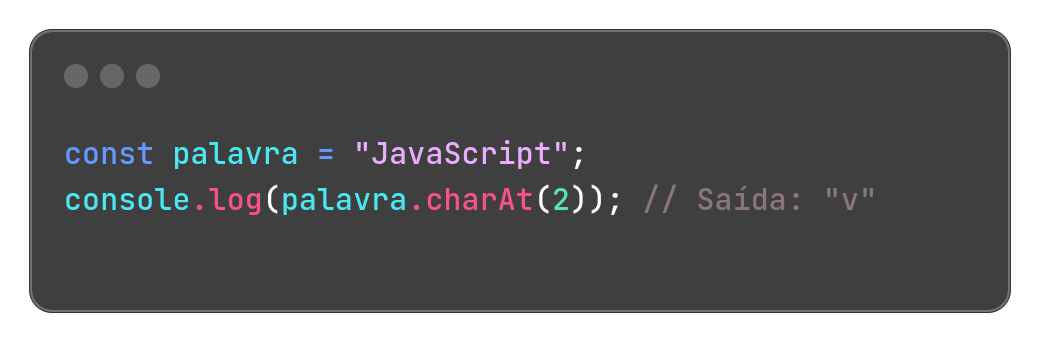 const palavra = "JavaScript";
console.log(palavra.charAt(2)); // Saída: "v"